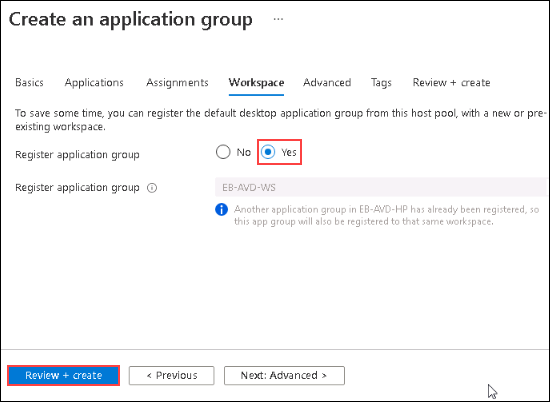 Create an application group ...
Basics Applications Assignments Workspace Advanced Tags Review + create
To save some time, you can register the default desktop application group from this host pool, with a new or pre-
existing workspace.
Register application group No Yes
Register application group EB-AVD-WS
Another application group in EB-AVD-HP has already been registered, so
this app group will also be registered to that same workspace.
Review + create < Previous Next: Advanced >